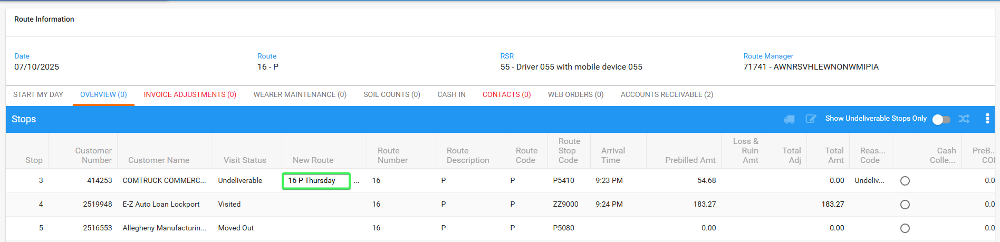 Route Information
Date Route RSR Route Manager
07/10/2025 16 - P 55 - Driver 055 with mobile device 055 71741 - AWNRSVHLEWNONWMIPIA
START MY DAY OVERVIEW (0) INVOICE ADJUSTMENTS (0) WEARER MAINTENANCE (0) SOIL COUNTS (0) CASH IN CONTACTS (0) WEB ORDERS (0) ACCOUNTS RECEIVABLE (2)
Stops Show Undeliverable Stops Only
Stop Customer Number Customer Name Visit Status New Route Route Number Route Description Route Code Route Stop Code Arrival Time Prebilled Amt Loss & Ruin Amt Total Adj Total Amt Reas... Code Cash Colle... PreB... COI
3 414253 COMTRUCK COMMERC... Undeliverable 16 P Thursday ... 16 P P P5410 9:23 PM 54.68 0.00 Undeliv... 0.0
4 2519948 E-Z Auto Loan Lockport Visited 16 P P ZZ9000 9:24 PM 183.27 183.27 0.0
5 2516553 Allegheny Manufacturin... Moved Out 16 P P P5080 0.00 0.00 0.0